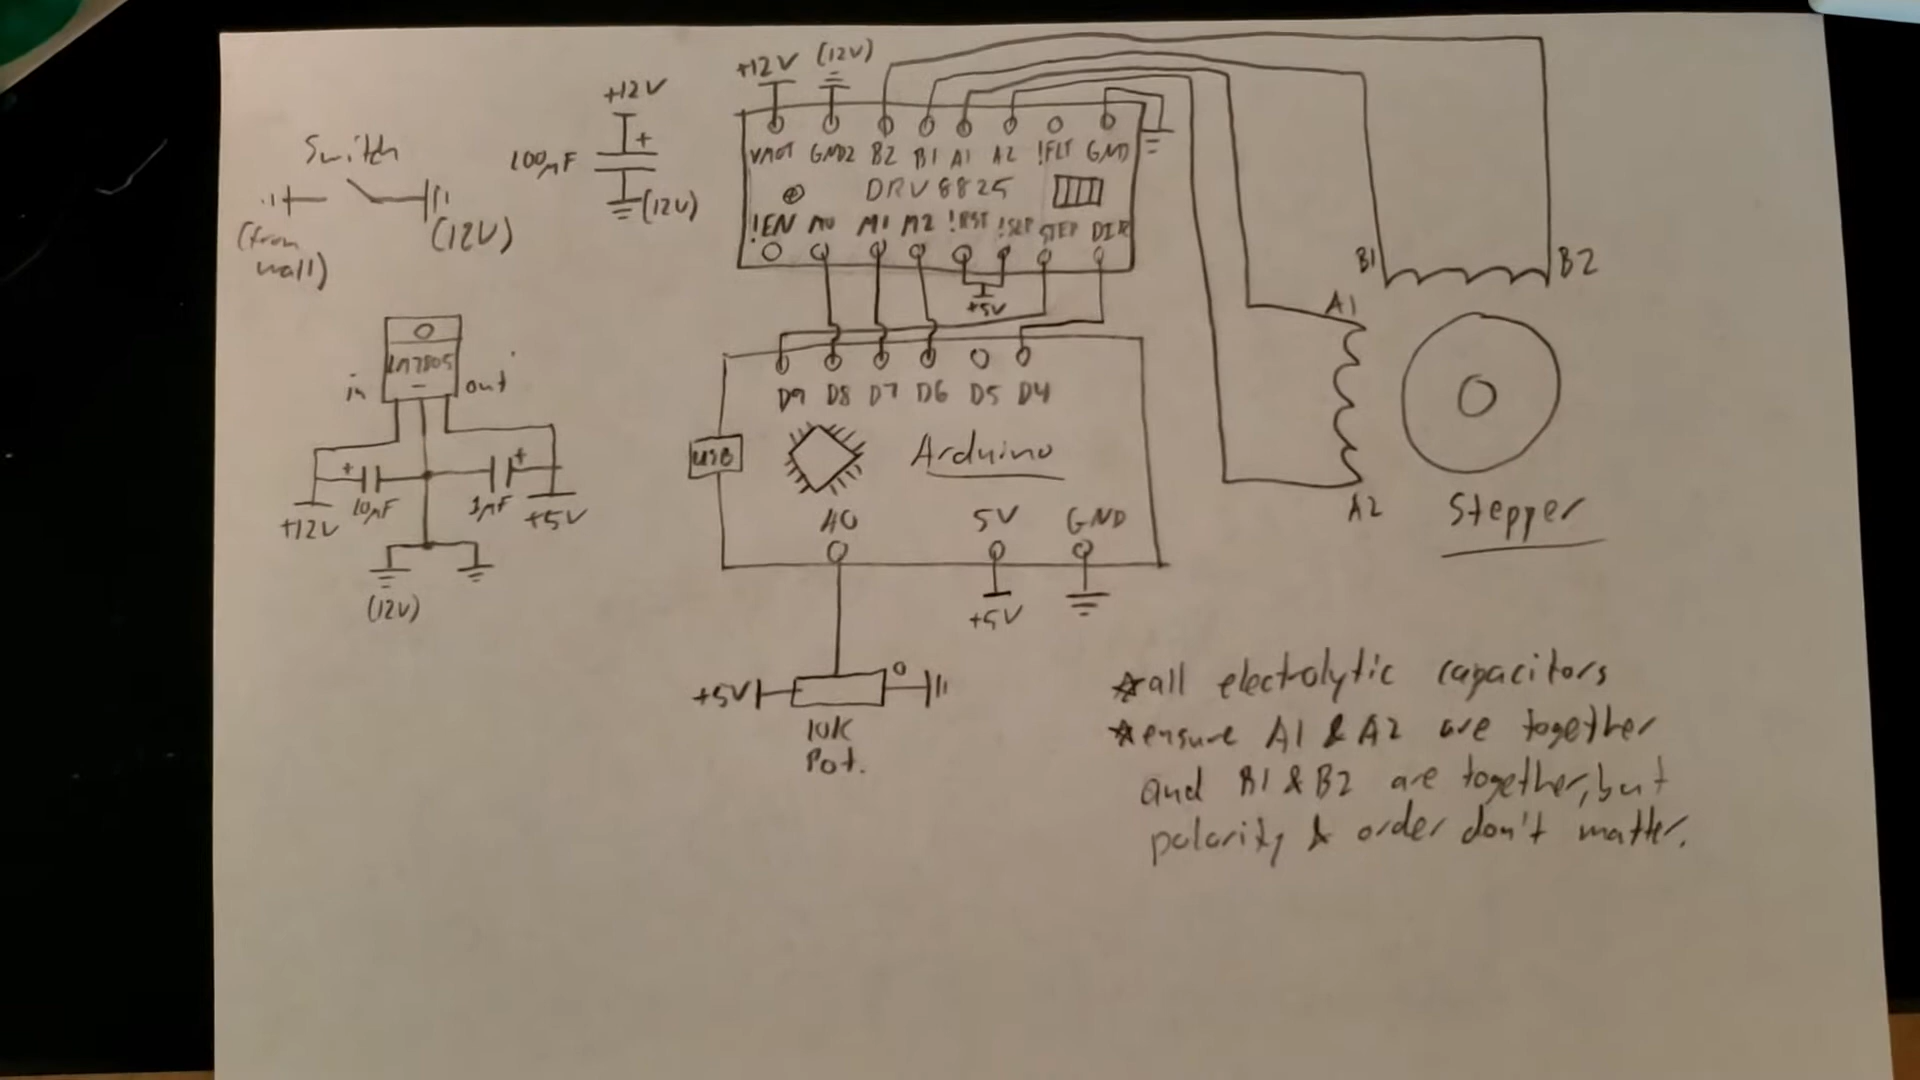 +12V (12V)
+12V
Switch
+
100µF
VMOT GND2 B2 B1 A1 A2 !FLT GND
DRV 8825
(12V)
(from wall)
(12V)
!EN M0 M1 M2 !RST !SLP STEP DIR
B1 B2
+5V
A1
LM7805
in out
D9 D8 D7 D6 D5 D4
USB
Arduino
+ +
10µF 1µF
+12V +5V
A0 5V GND
A2
Stepper
(12V)
+5V
+5V
10K
Pot.
*all electrolytic capacitors
*ensure A1 & A2 are together
and B1 & B2 are together, but
polarity & order don't matter.